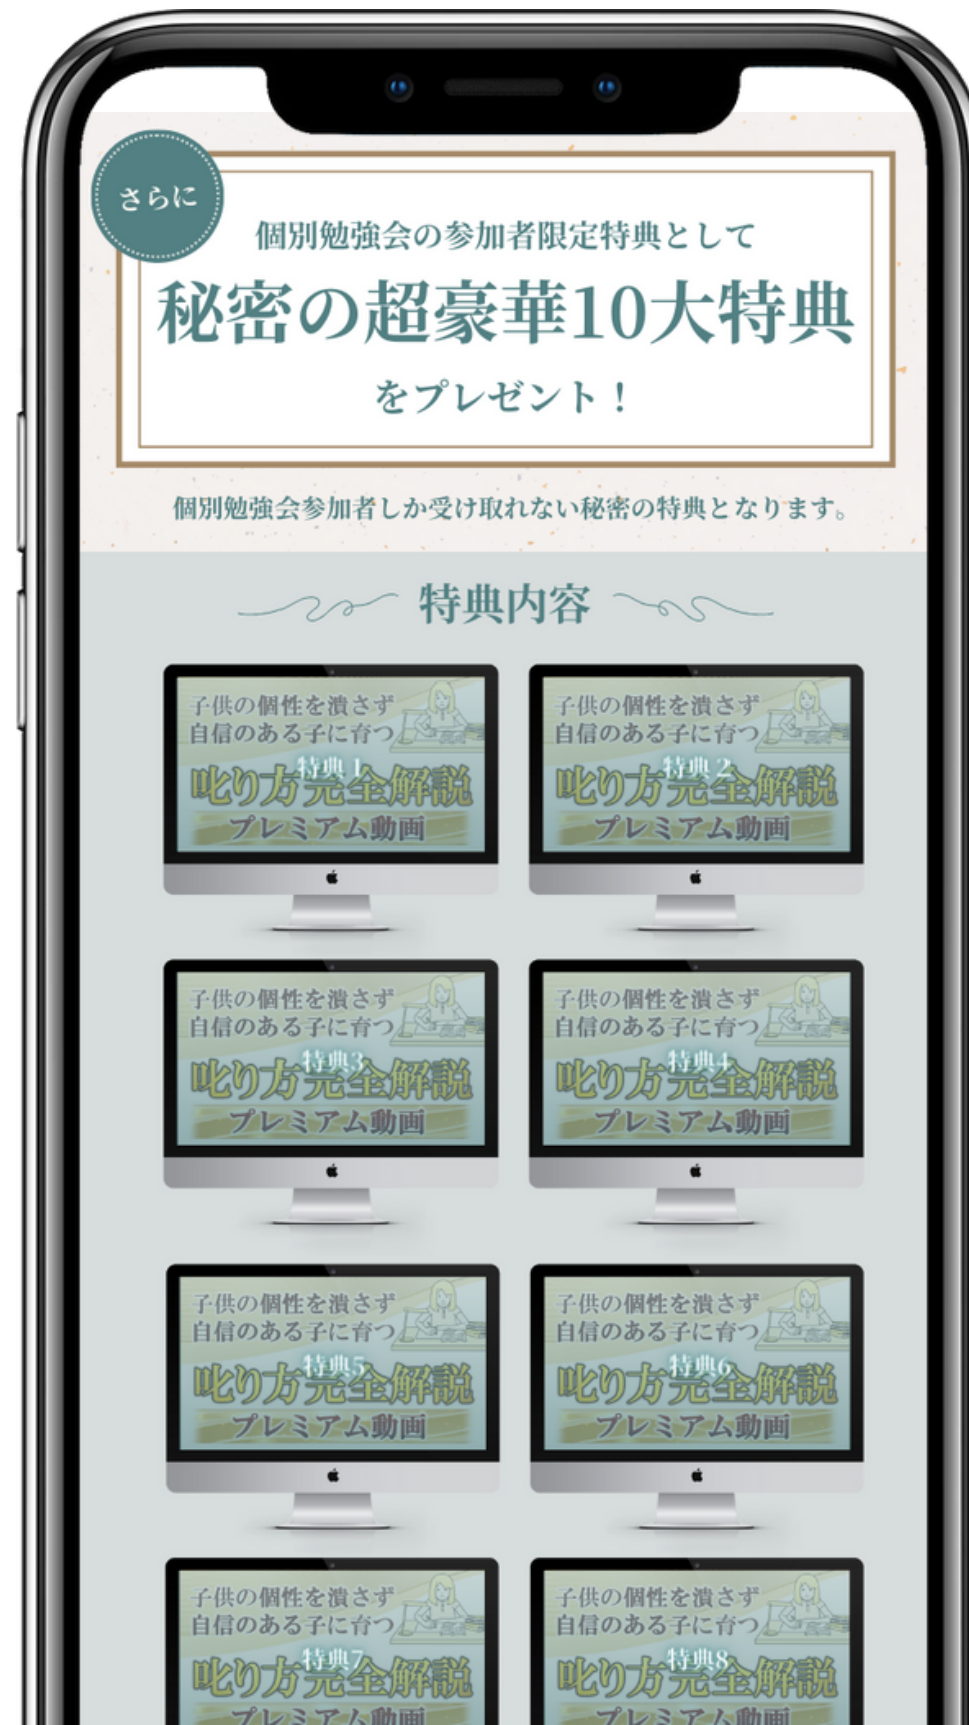 さらに
個別勉強会の参加者限定特典として
秘密の超豪華10大特典
をプレゼント！
個別勉強会参加者しか受け取れない秘密の特典となります。
特典内容
子供の個性を潰さず
自信のある子に育つ
特典1
叱り方完全解説
プレミアム動画
子供の個性を潰さず
自信のある子に育つ
特典2
叱り方完全解説
プレミアム動画
子供の個性を潰さず
自信のある子に育つ
特典3
叱り方完全解説
プレミアム動画
子供の個性を潰さず
自信のある子に育つ
特典4
叱り方完全解説
プレミアム動画
子供の個性を潰さず
自信のある子に育つ
特典5
叱り方完全解説
プレミアム動画
子供の個性を潰さず
自信のある子に育つ
特典6
叱り方完全解説
プレミアム動画
子供の個性を潰さず
自信のある子に育つ
特典7
叱り方完全解説
プレミアム動画
子供の個性を潰さず
自信のある子に育つ
特典8
叱り方完全解説
プレミアム動画